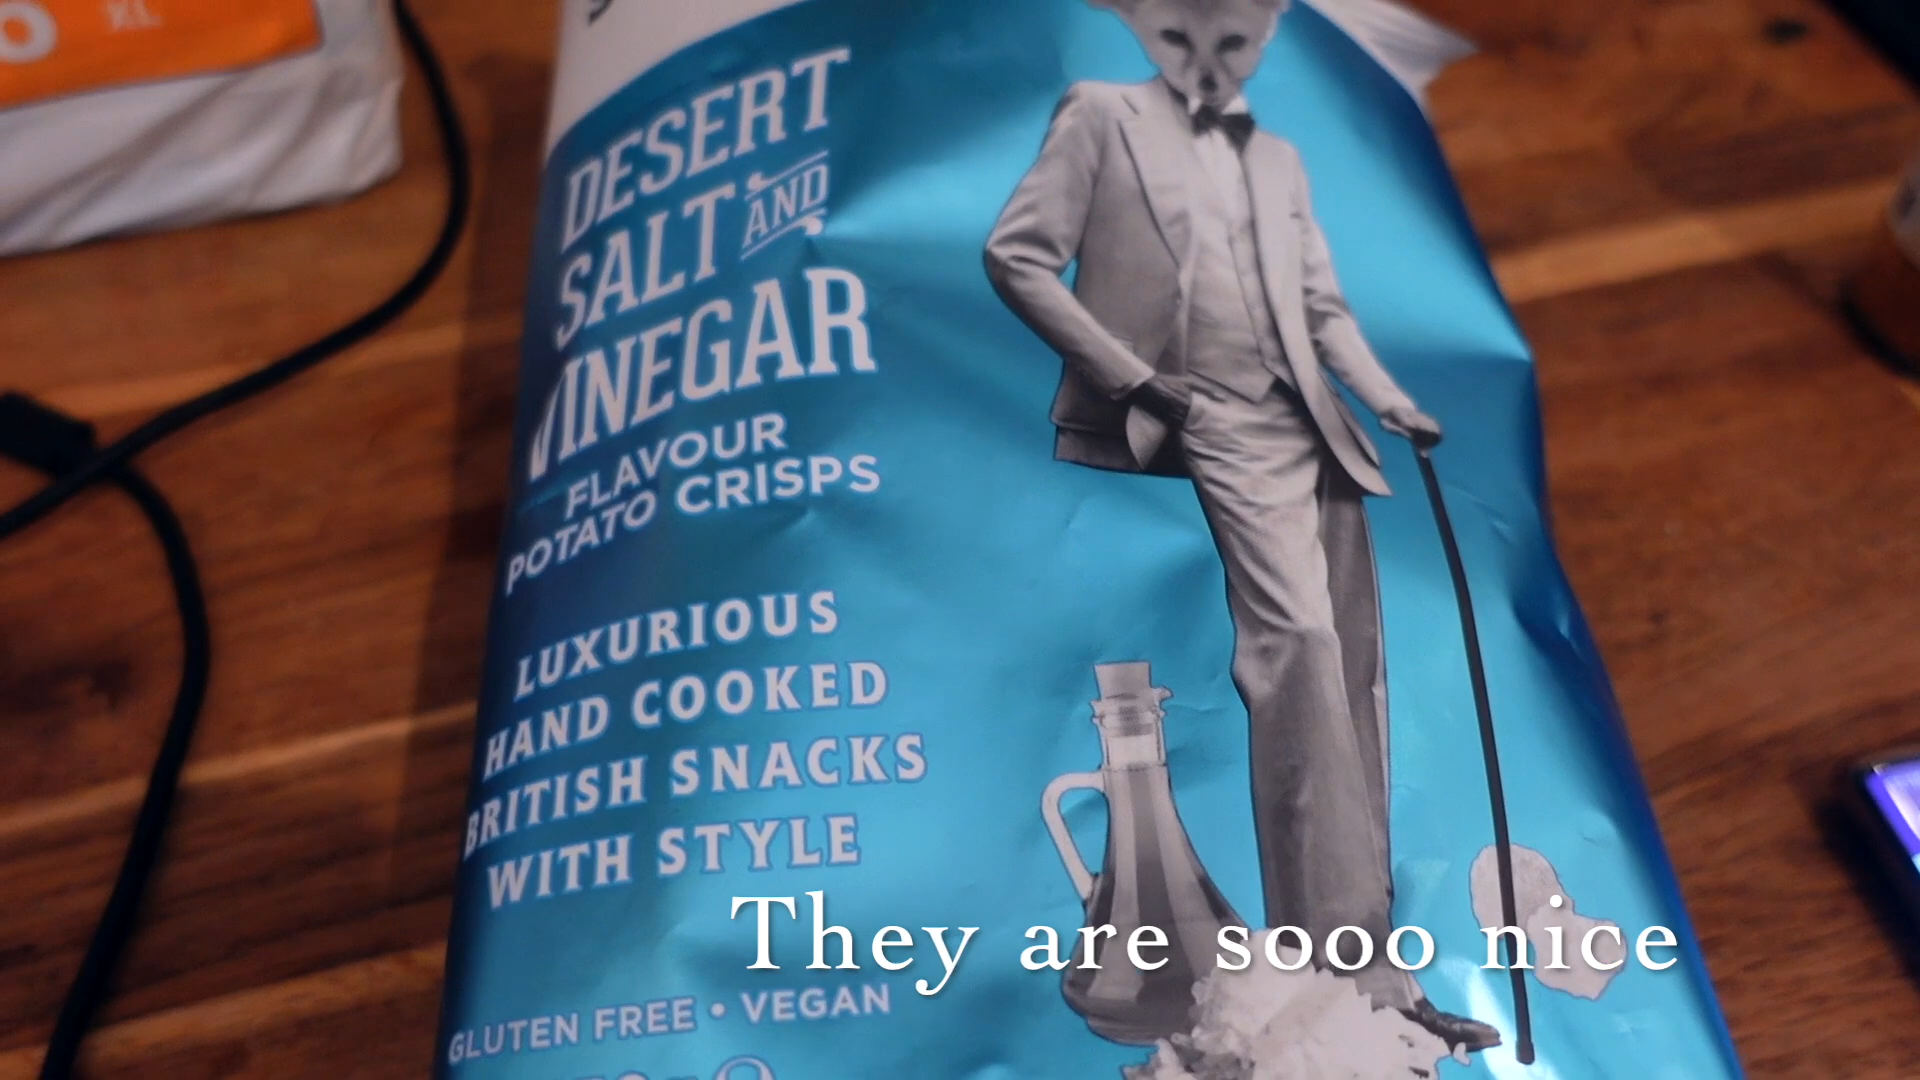 XL
DESERT
SALT AND
VINEGAR
FLAVOUR
POTATO CRISPS
LUXURIOUS
HAND COOKED
BRITISH SNACKS
WITH STYLE
They are sooo nice
GLUTEN FREE • VEGAN